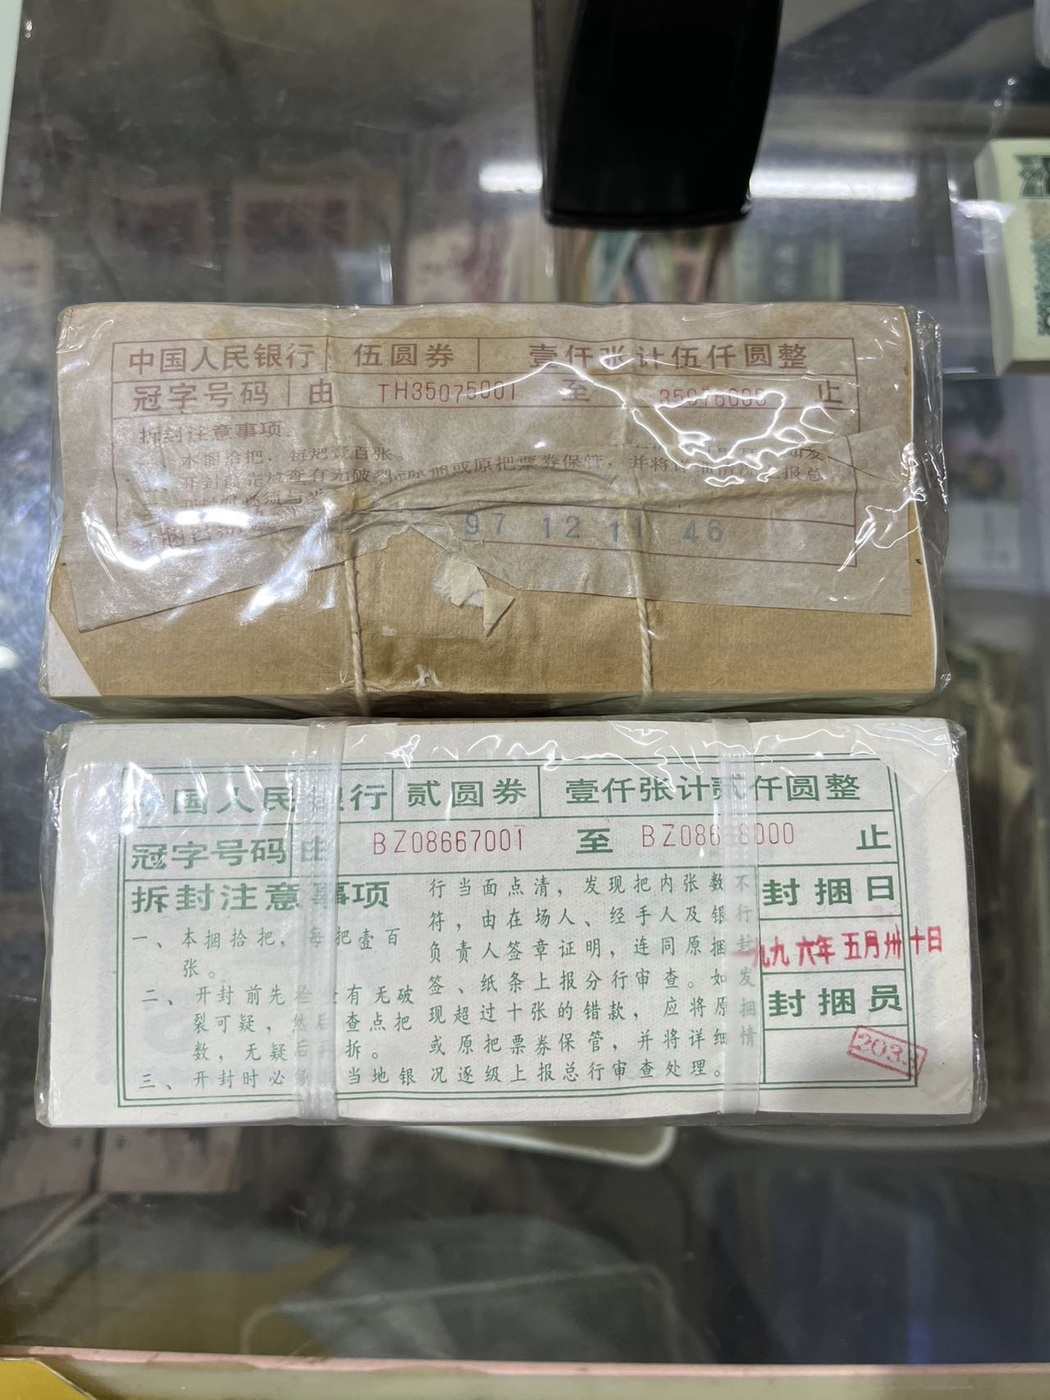 中国人民银行 伍圆券 壹仟张计伍仟圆整
冠字号码 由 TH35075001 至 止
拆封注意事项:
97 12 11 46
国人民银行 贰圆券 壹仟张计贰仟圆整
冠字号码 由 BZ08667001 至 BZ08668000 止
拆封注意事项
一、本捆拾把,每把壹百
张。
二、开封前先检 有无破
裂可疑,然后查点把
数,无疑后再拆。
三、开封时必须当地银
行当面点清,发现把内张数不
符,由在场人、经手人及银行
负责人签章证明,连同原捆封
签、纸条上报分行审查。如发
现超过十张的错款,应将原捆
或原把票券保管,并将详细情
况逐级上报总行审查处理。
封捆日
九九六年五月卅十日
封捆员
203